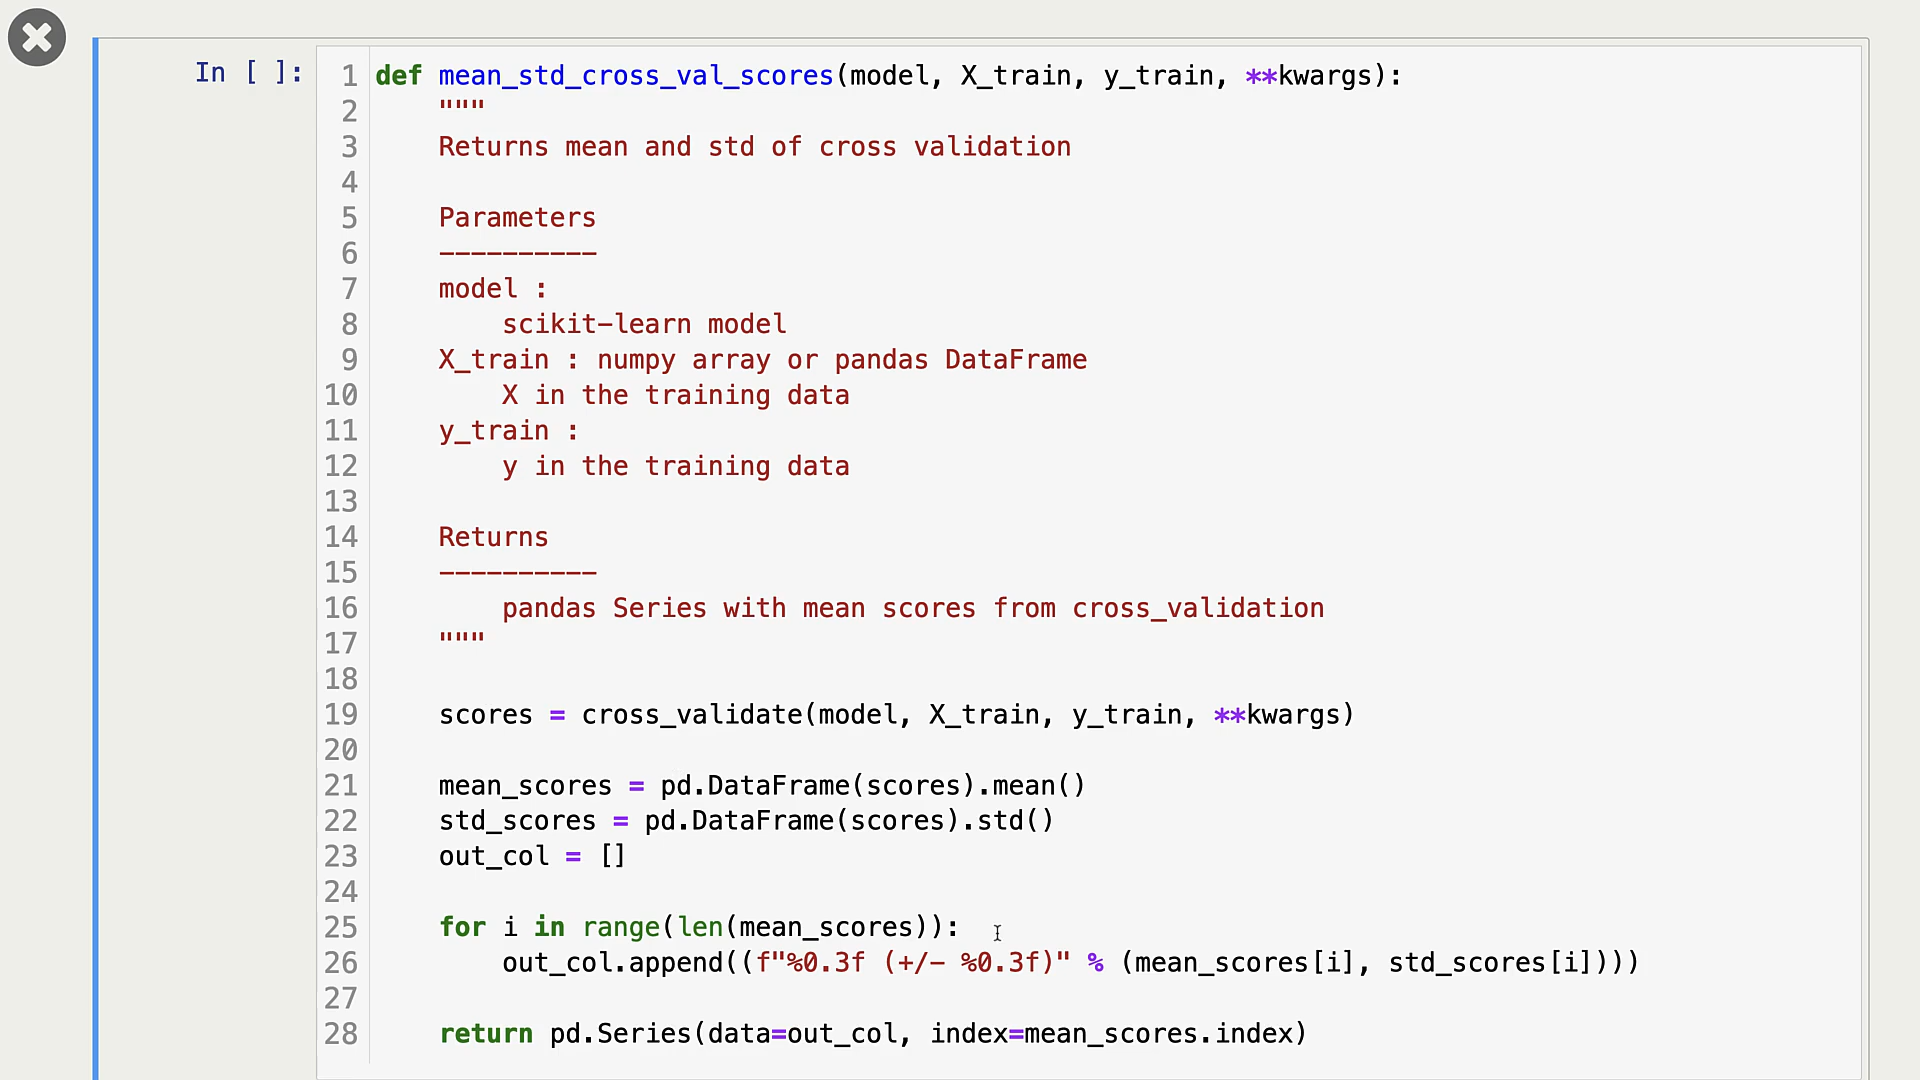 In [ ]:
1 def mean_std_cross_val_scores(model, X_train, y_train, **kwargs):
2     """
3     Returns mean and std of cross validation
4
5     Parameters
6     ----------
7     model :
8         scikit-learn model
9     X_train : numpy array or pandas DataFrame
10         X in the training data
11     y_train :
12         y in the training data
13
14     Returns
15     ----------
16         pandas Series with mean scores from cross_validation
17     """
18
19     scores = cross_validate(model, X_train, y_train, **kwargs)
20
21     mean_scores = pd.DataFrame(scores).mean()
22     std_scores = pd.DataFrame(scores).std()
23     out_col = []
24
25     for i in range(len(mean_scores)):
26         out_col.append((f"%0.3f (+/- %0.3f)" % (mean_scores[i], std_scores[i])))
27
28     return pd.Series(data=out_col, index=mean_scores.index)